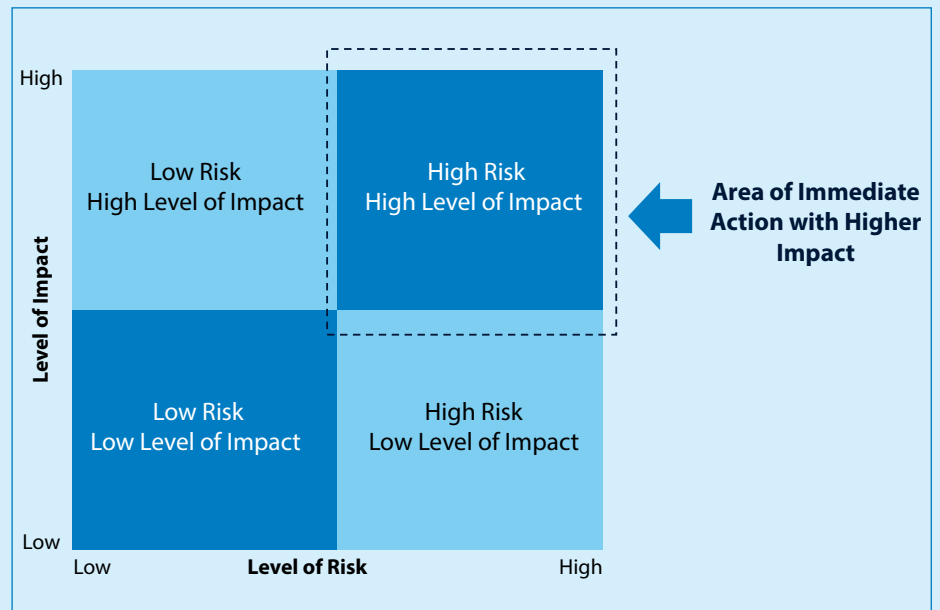 High
Low Risk
High Level of Impact
High Risk
High Level of Impact
Area of Immediate
Action with Higher
Impact
Level of Impact
Low Risk
Low Level of Impact
High Risk
Low Level of Impact
Low
Low
Level of Risk
High